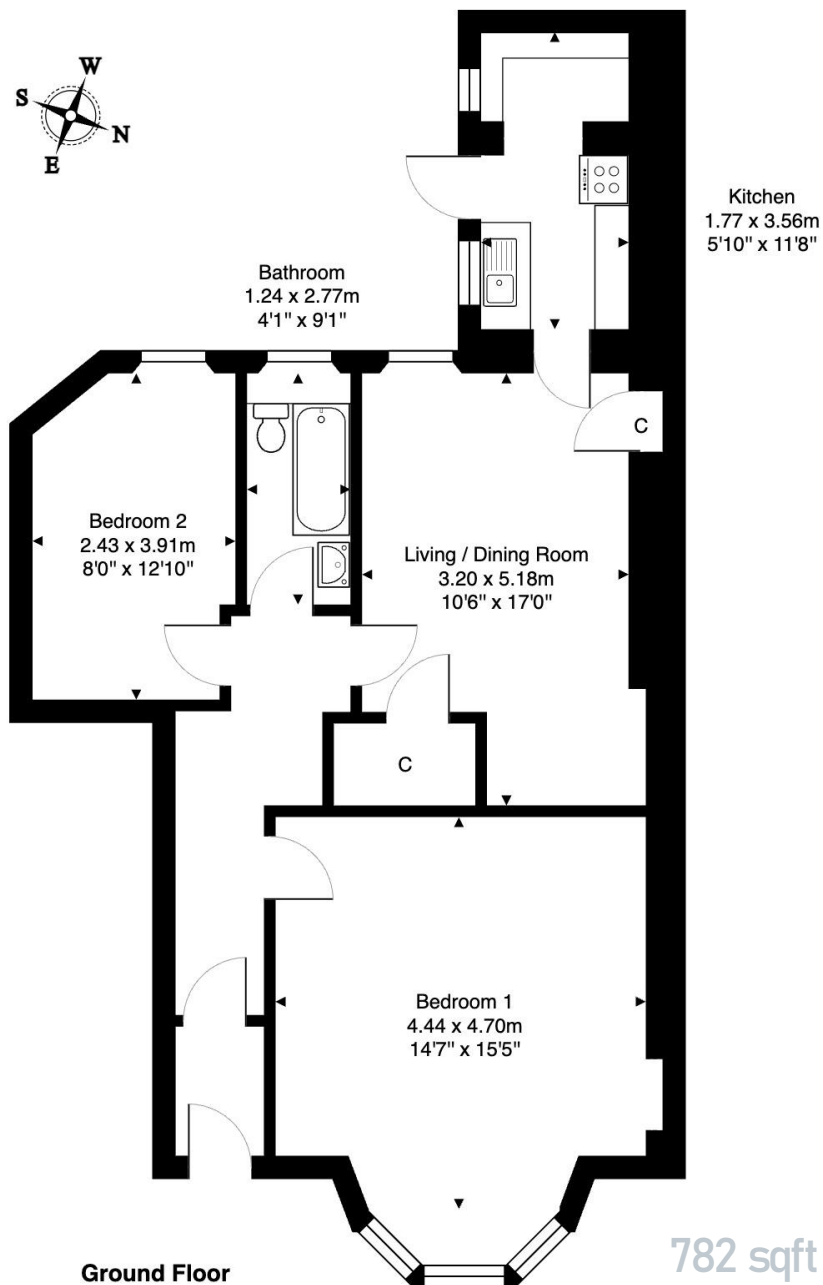 W
S
N
E
Kitchen
1.77 x 3.56m
5'10" x 11'8"
Bathroom
1.24 x 2.77m
4'1" x 9'1"
C
Bedroom 2
2.43 x 3.91m
8'0" x 12'10"
Living / Dining Room
3.20 x 5.18m
10'6" x 17'0"
C
Bedroom 1
4.44 x 4.70m
14'7" x 15'5"
Ground Floor
782 sqft